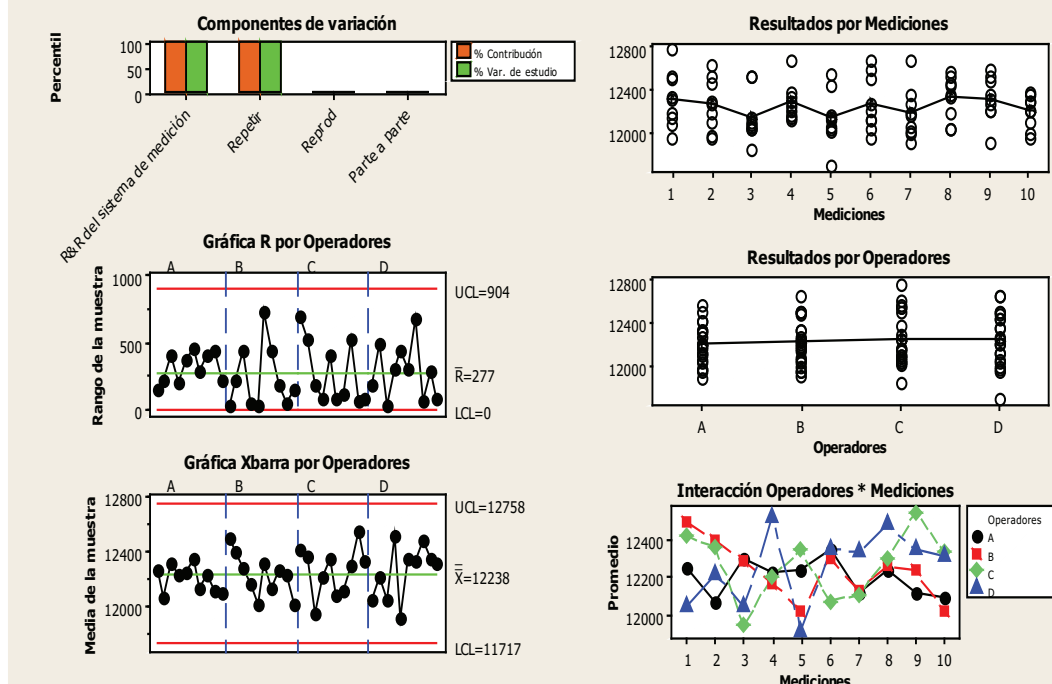 Componentes de variación
Percentil
100
50
0
% Contribución
% Var. de estudio
R&R del sistema de medición
Repetir
Reprod
Parte a Parte
Resultados por Mediciones
12800
12400
12000
1 2 3 4 5 6 7 8 9 10
Mediciones
Gráfica R por Operadores
A B C D
Rango de la muestra
1000
500
0
UCL=904
R=277
LCL=0
Resultados por Operadores
12800
12400
12000
A B C D
Operadores
Gráfica Xbarra por Operadores
A B C D
Media de la muestra
12800
12400
12000
UCL=12758
X=12238
LCL=11717
Interacción Operadores * Mediciones
Promedio
12400
12200
12000
1 2 3 4 5 6 7 8 9 10
Mediciones
Operadores
A
B
C
D